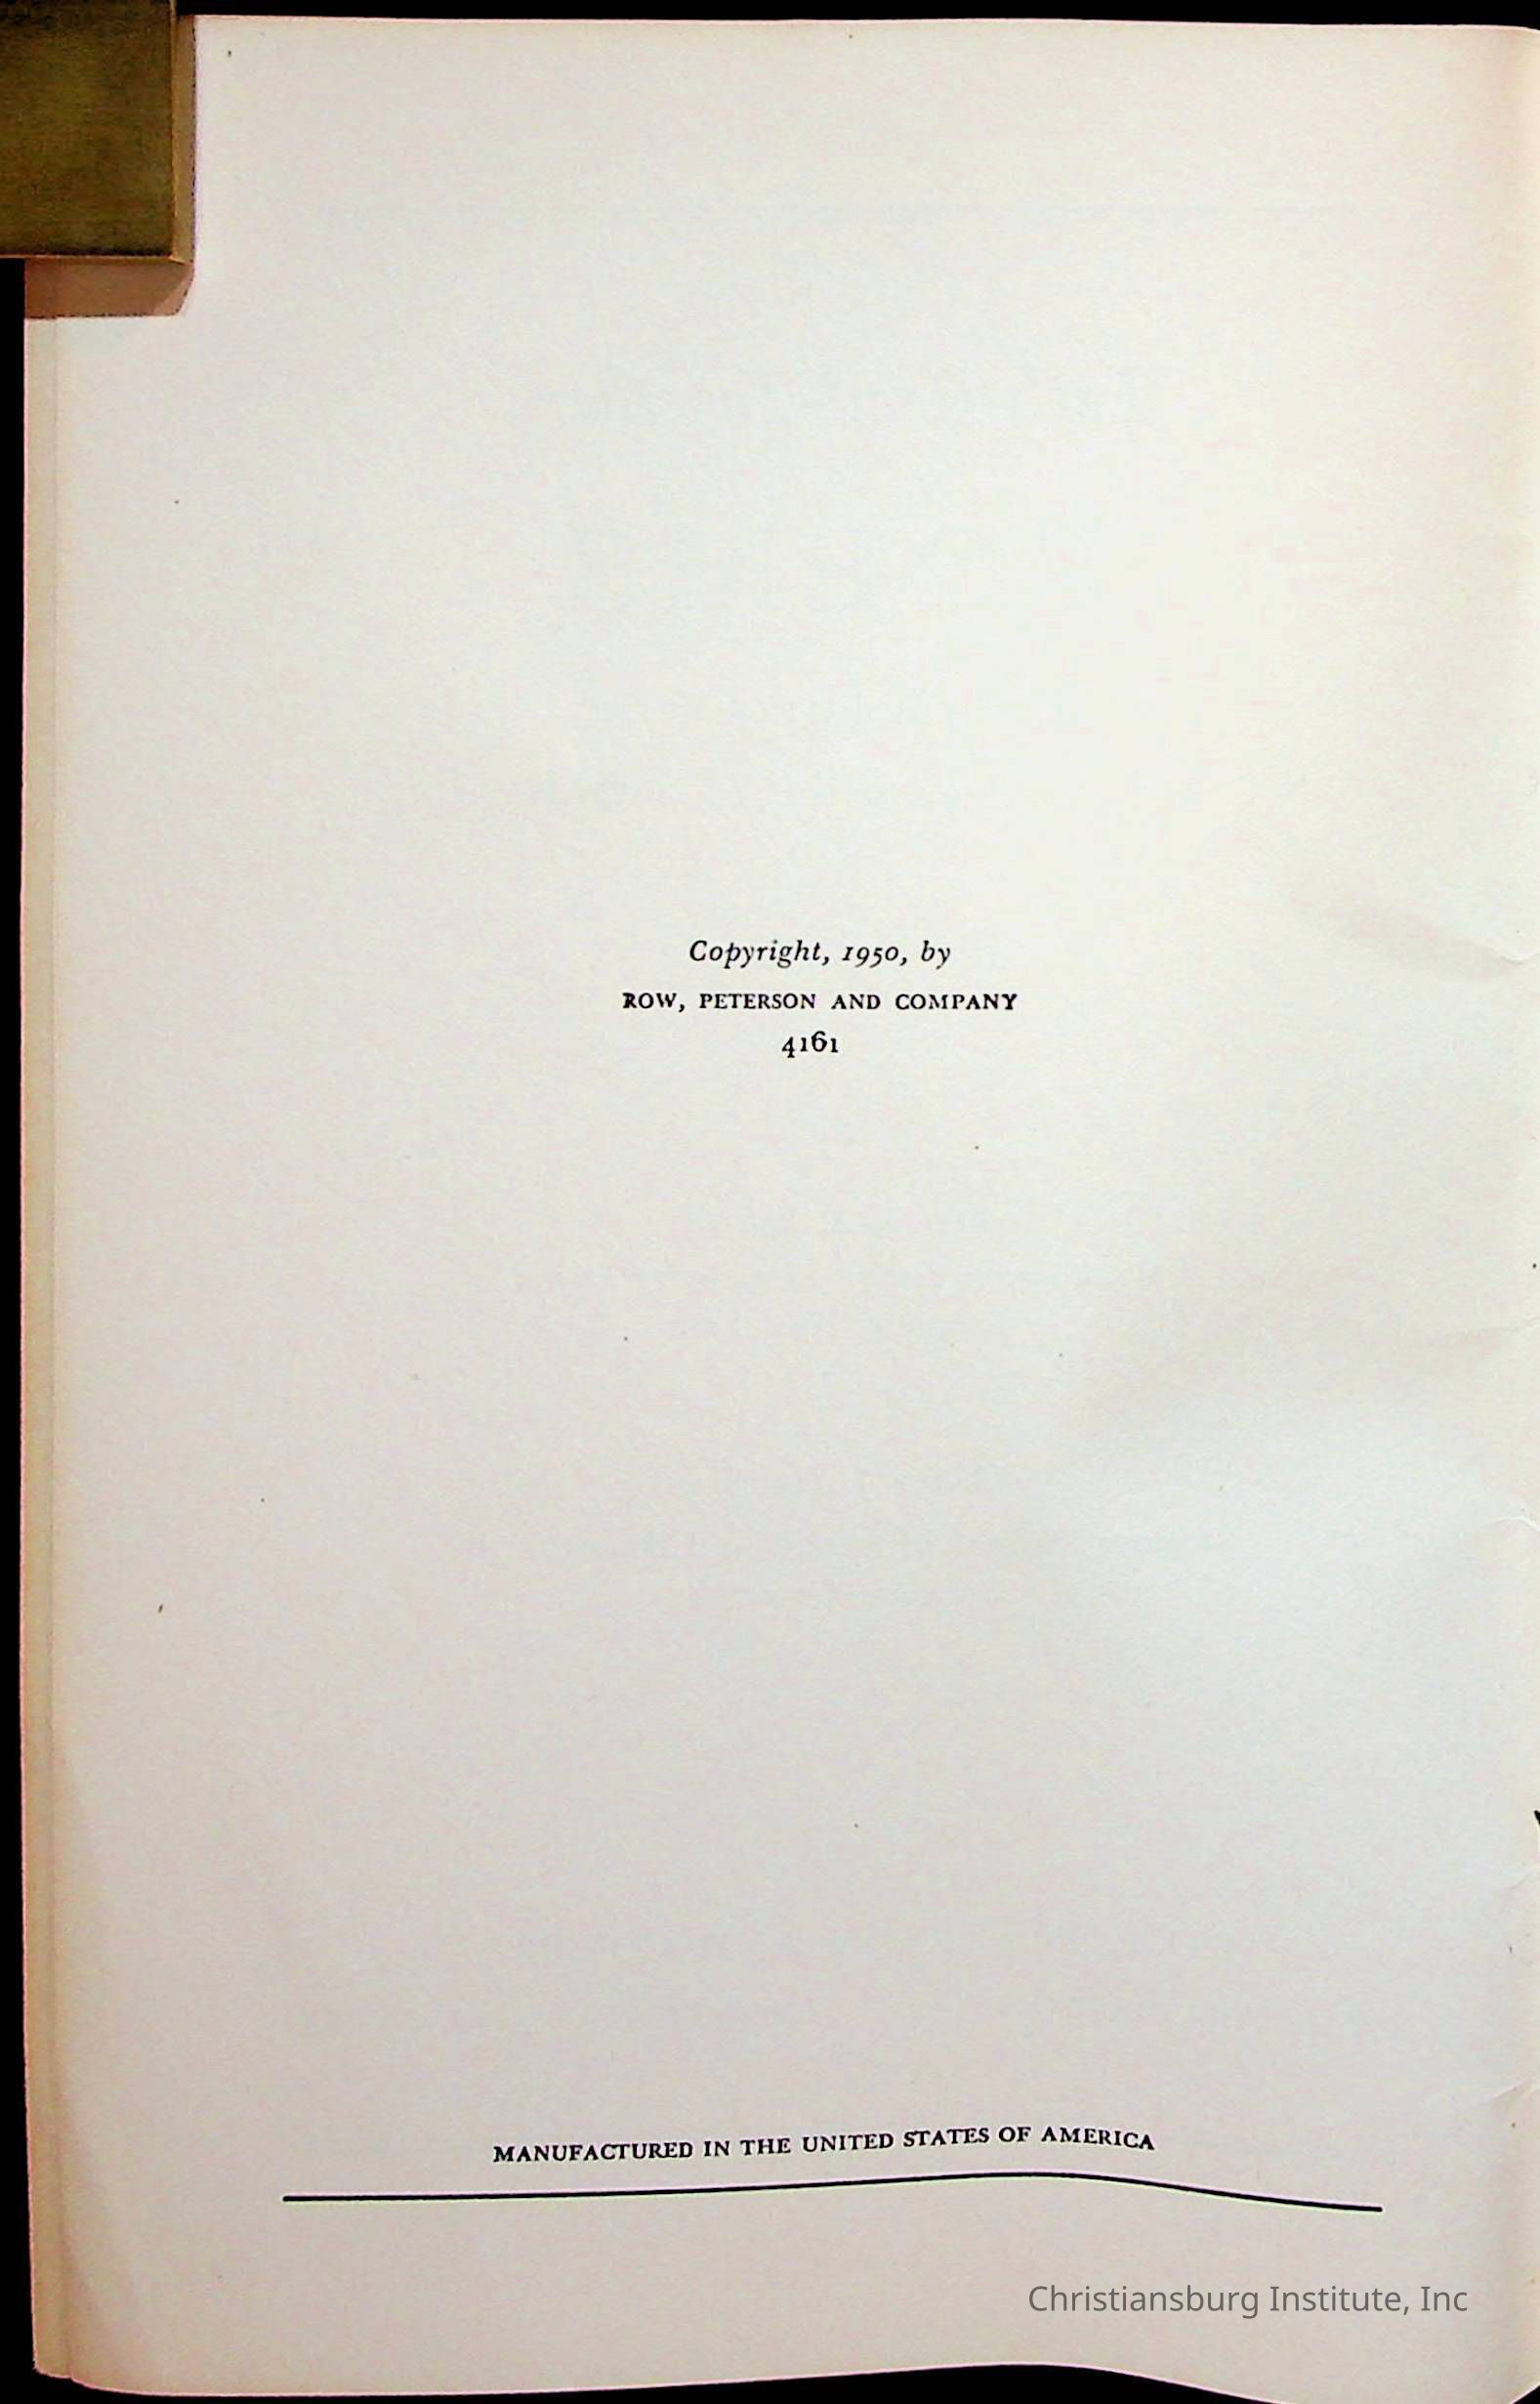 Copyright, 1950, by
ROW, PETERSON AND COMPANY
4161
MANUFACTURED IN THE UNITED STATES OF AMERICA
Christiansburg Institute, Inc